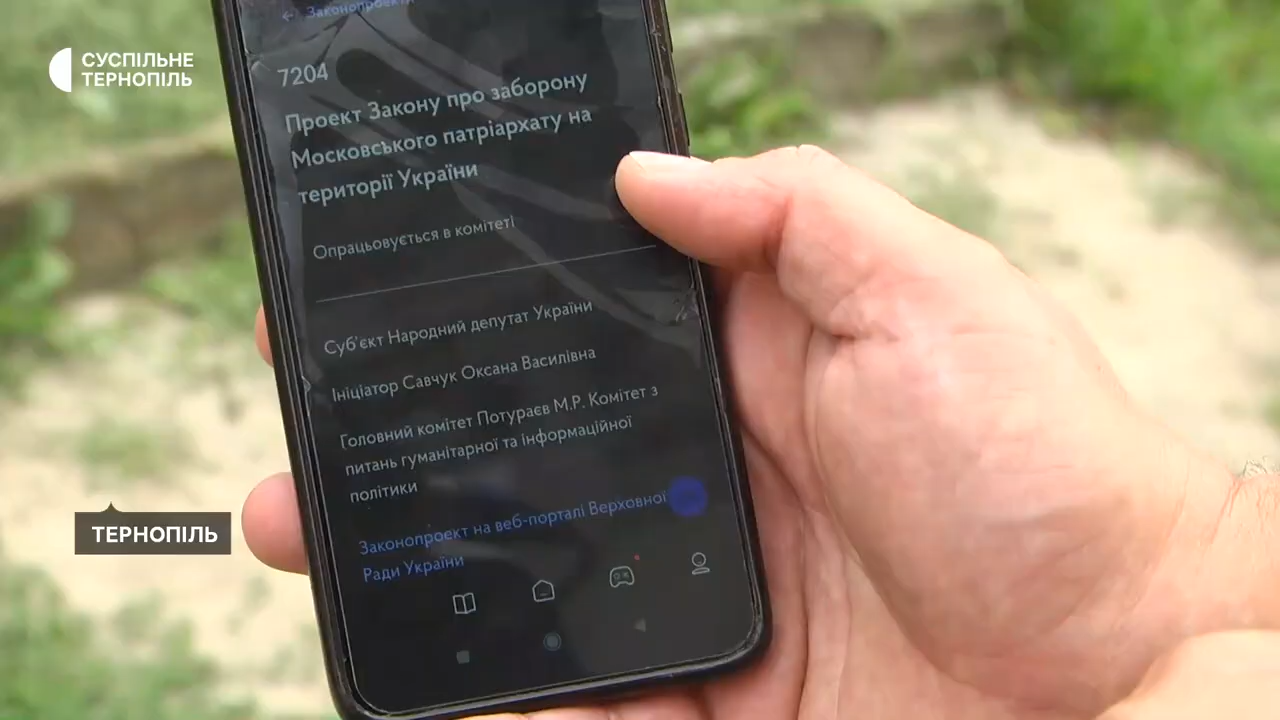 СУСПІЛЬНЕ
ТЕРНОПІЛЬ
← Законопроекти
7204
Проект Закону про заборону
Московського патріархату на
території України
Опрацьовується в комітеті
Суб'єкт Народний депутат України
Ініціатор Савчук Оксана Василівна
Головний комітет Потураєв М.Р. Комітет з
питань гуманітарної та інформаційної
політики
Законопроект на веб-порталі Верховної
Ради України
ТЕРНОПІЛЬ